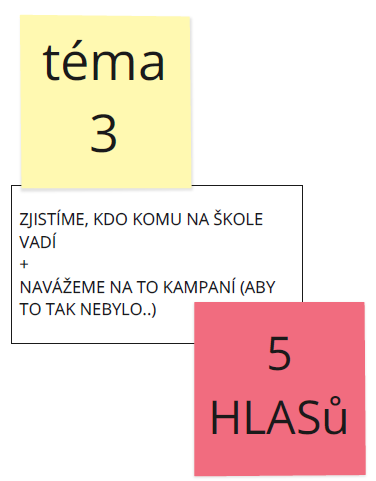 téma
3
ZJISTÍME, KDO KOMU NA ŠKOLE
VADÍ
+
NAVÁŽEME NA TO KAMPANÍ (ABY
TO TAK NEBYLO..)
5
HLASů